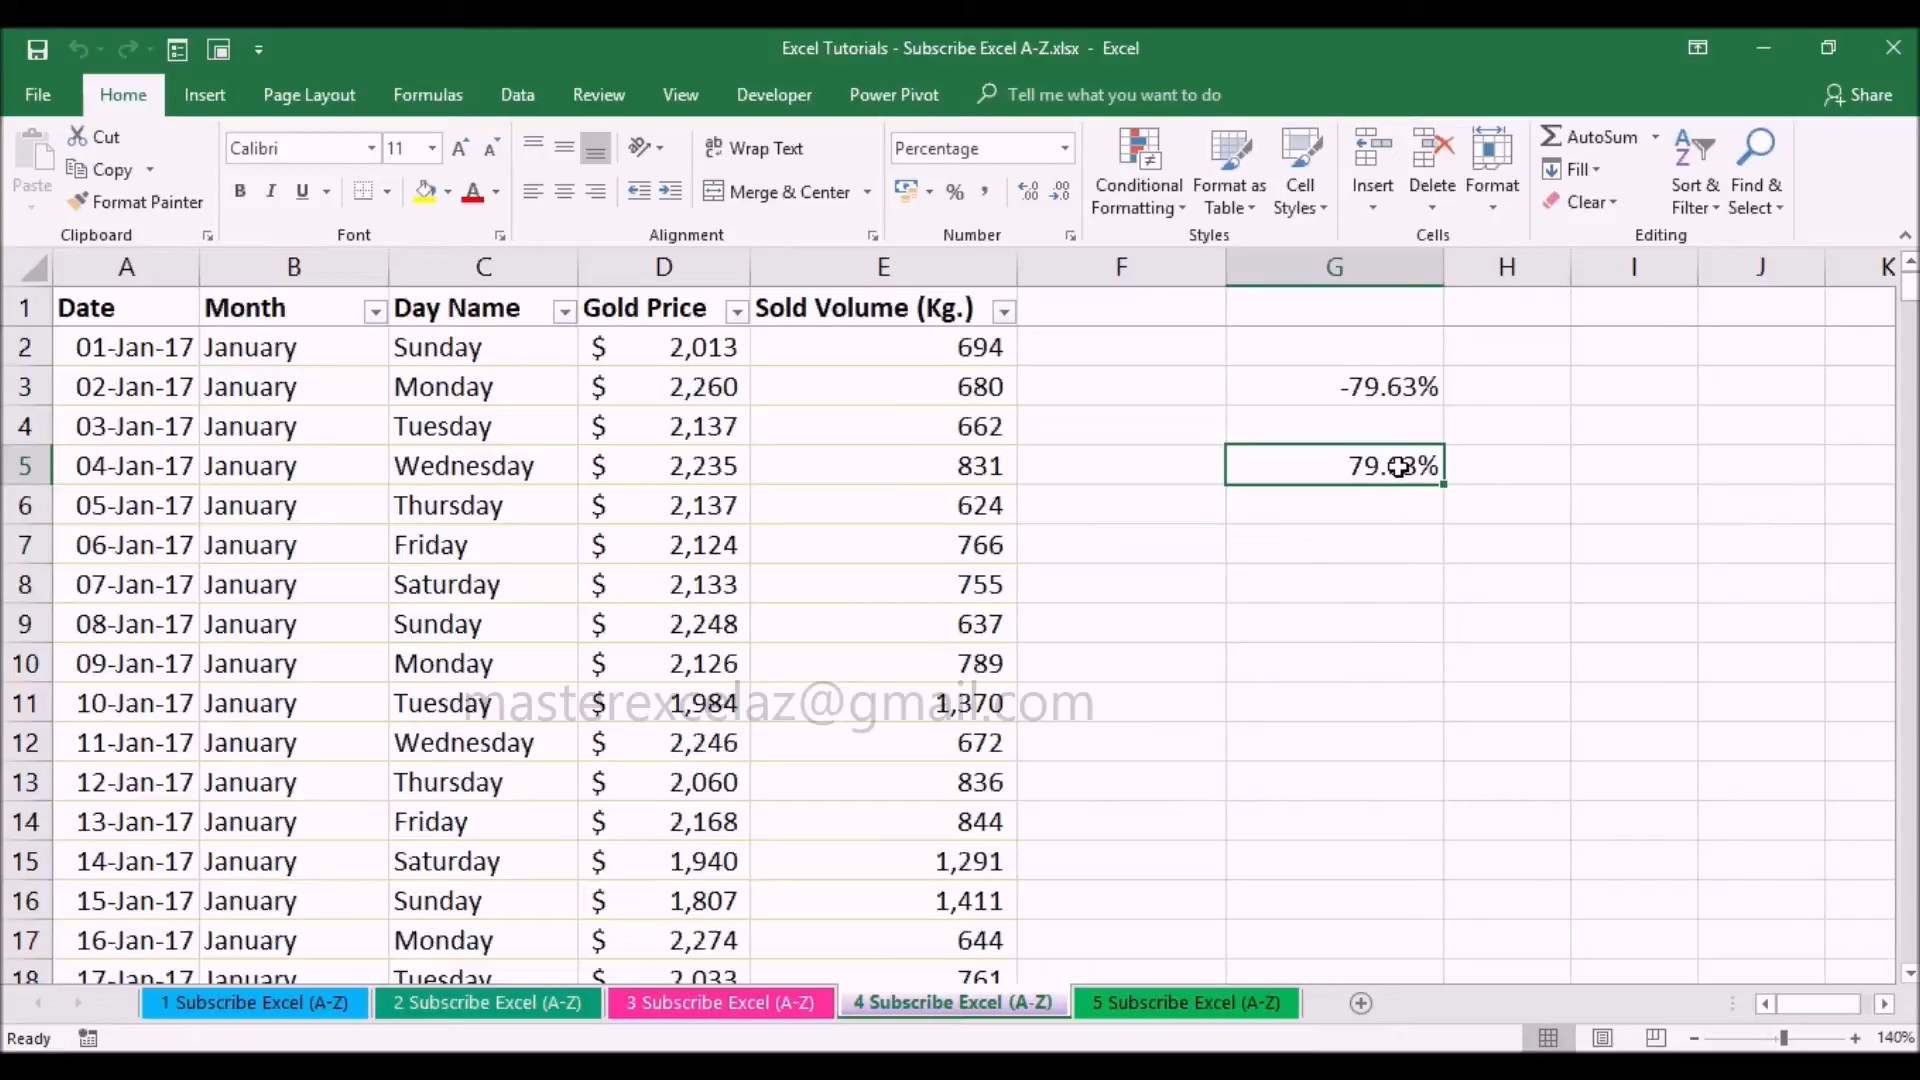 Excel Tutorials - Subscribe Excel A-Z.xlsx - Excel
File Home Insert Page Layout Formulas Data Review View Developer Power Pivot Tell me what you want to do Share
Paste
Cut
Copy
Format Painter
Clipboard
Calibri 11
B I U
Font
Wrap Text
Merge & Center
Alignment
Percentage
%
Number
Conditional Formatting
Format as Table
Cell Styles
Styles
Insert
Delete
Format
Cells
AutoSum
Fill
Clear
Sort & Filter
Find & Select
Editing
A B C D E F G H I J K
1 Date Month Day Name Gold Price Sold Volume (Kg.)
2 01-Jan-17 January Sunday $ 2,013 694
3 02-Jan-17 January Monday $ 2,260 680 -79.63%
4 03-Jan-17 January Tuesday $ 2,137 662
5 04-Jan-17 January Wednesday $ 2,235 831
6 05-Jan-17 January Thursday $ 2,137 624
7 06-Jan-17 January Friday $ 2,124 766
8 07-Jan-17 January Saturday $ 2,133 755
9 08-Jan-17 January Sunday $ 2,248 637
10 09-Jan-17 January Monday $ 2,126 789
11 10-Jan-17 January Tuesday $ 1,984 1,370
masterexcelaz@gmail.com
12 11-Jan-17 January Wednesday $ 2,246 672
13 12-Jan-17 January Thursday $ 2,060 836
14 13-Jan-17 January Friday $ 2,168 844
15 14-Jan-17 January Saturday $ 1,940 1,291
16 15-Jan-17 January Sunday $ 1,807 1,411
17 16-Jan-17 January Monday $ 2,274 644
18 17-Jan-17 January Tuesday $ 2,033 761
1 Subscribe Excel (A-Z) 2 Subscribe Excel (A-Z) 3 Subscribe Excel (A-Z) 4 Subscribe Excel (A-Z) 5 Subscribe Excel (A-Z)
Ready 140%